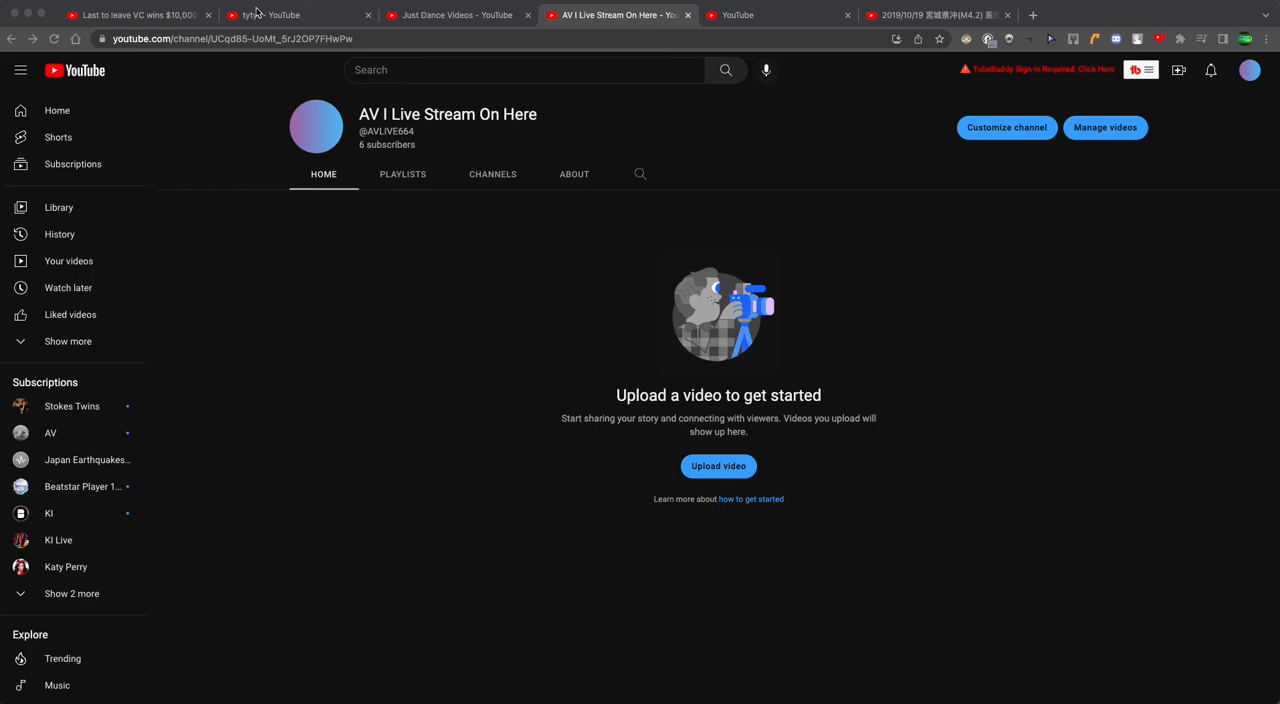 Last to leave VC wins $10,000
YouTube
Just Dance Videos - YouTube
AV I Live Stream On Here - You
YouTube
2019/10/19 宮城県沖(M4.2)
youtube.com/channel/UCqd85-UoMt_5rJ2OP7FHwPw
YouTube
Search
TubeBuddy Sign-in Required, Click Here
tb
Home
Shorts
Subscriptions
Library
History
Your videos
Watch later
Liked videos
Show more
Subscriptions
Stokes Twins
AV
Japan Earthquakes...
Beatstar Player 1...
KI
KI Live
Katy Perry
Show 2 more
Explore
Trending
Music
AV I Live Stream On Here
@AVLIVE664
6 subscribers
Customize channel
Manage videos
HOME
PLAYLISTS
CHANNELS
ABOUT
Upload a video to get started
Start sharing your story and connecting with viewers. Videos you upload will
show up here.
Upload video
Learn more about how to get started